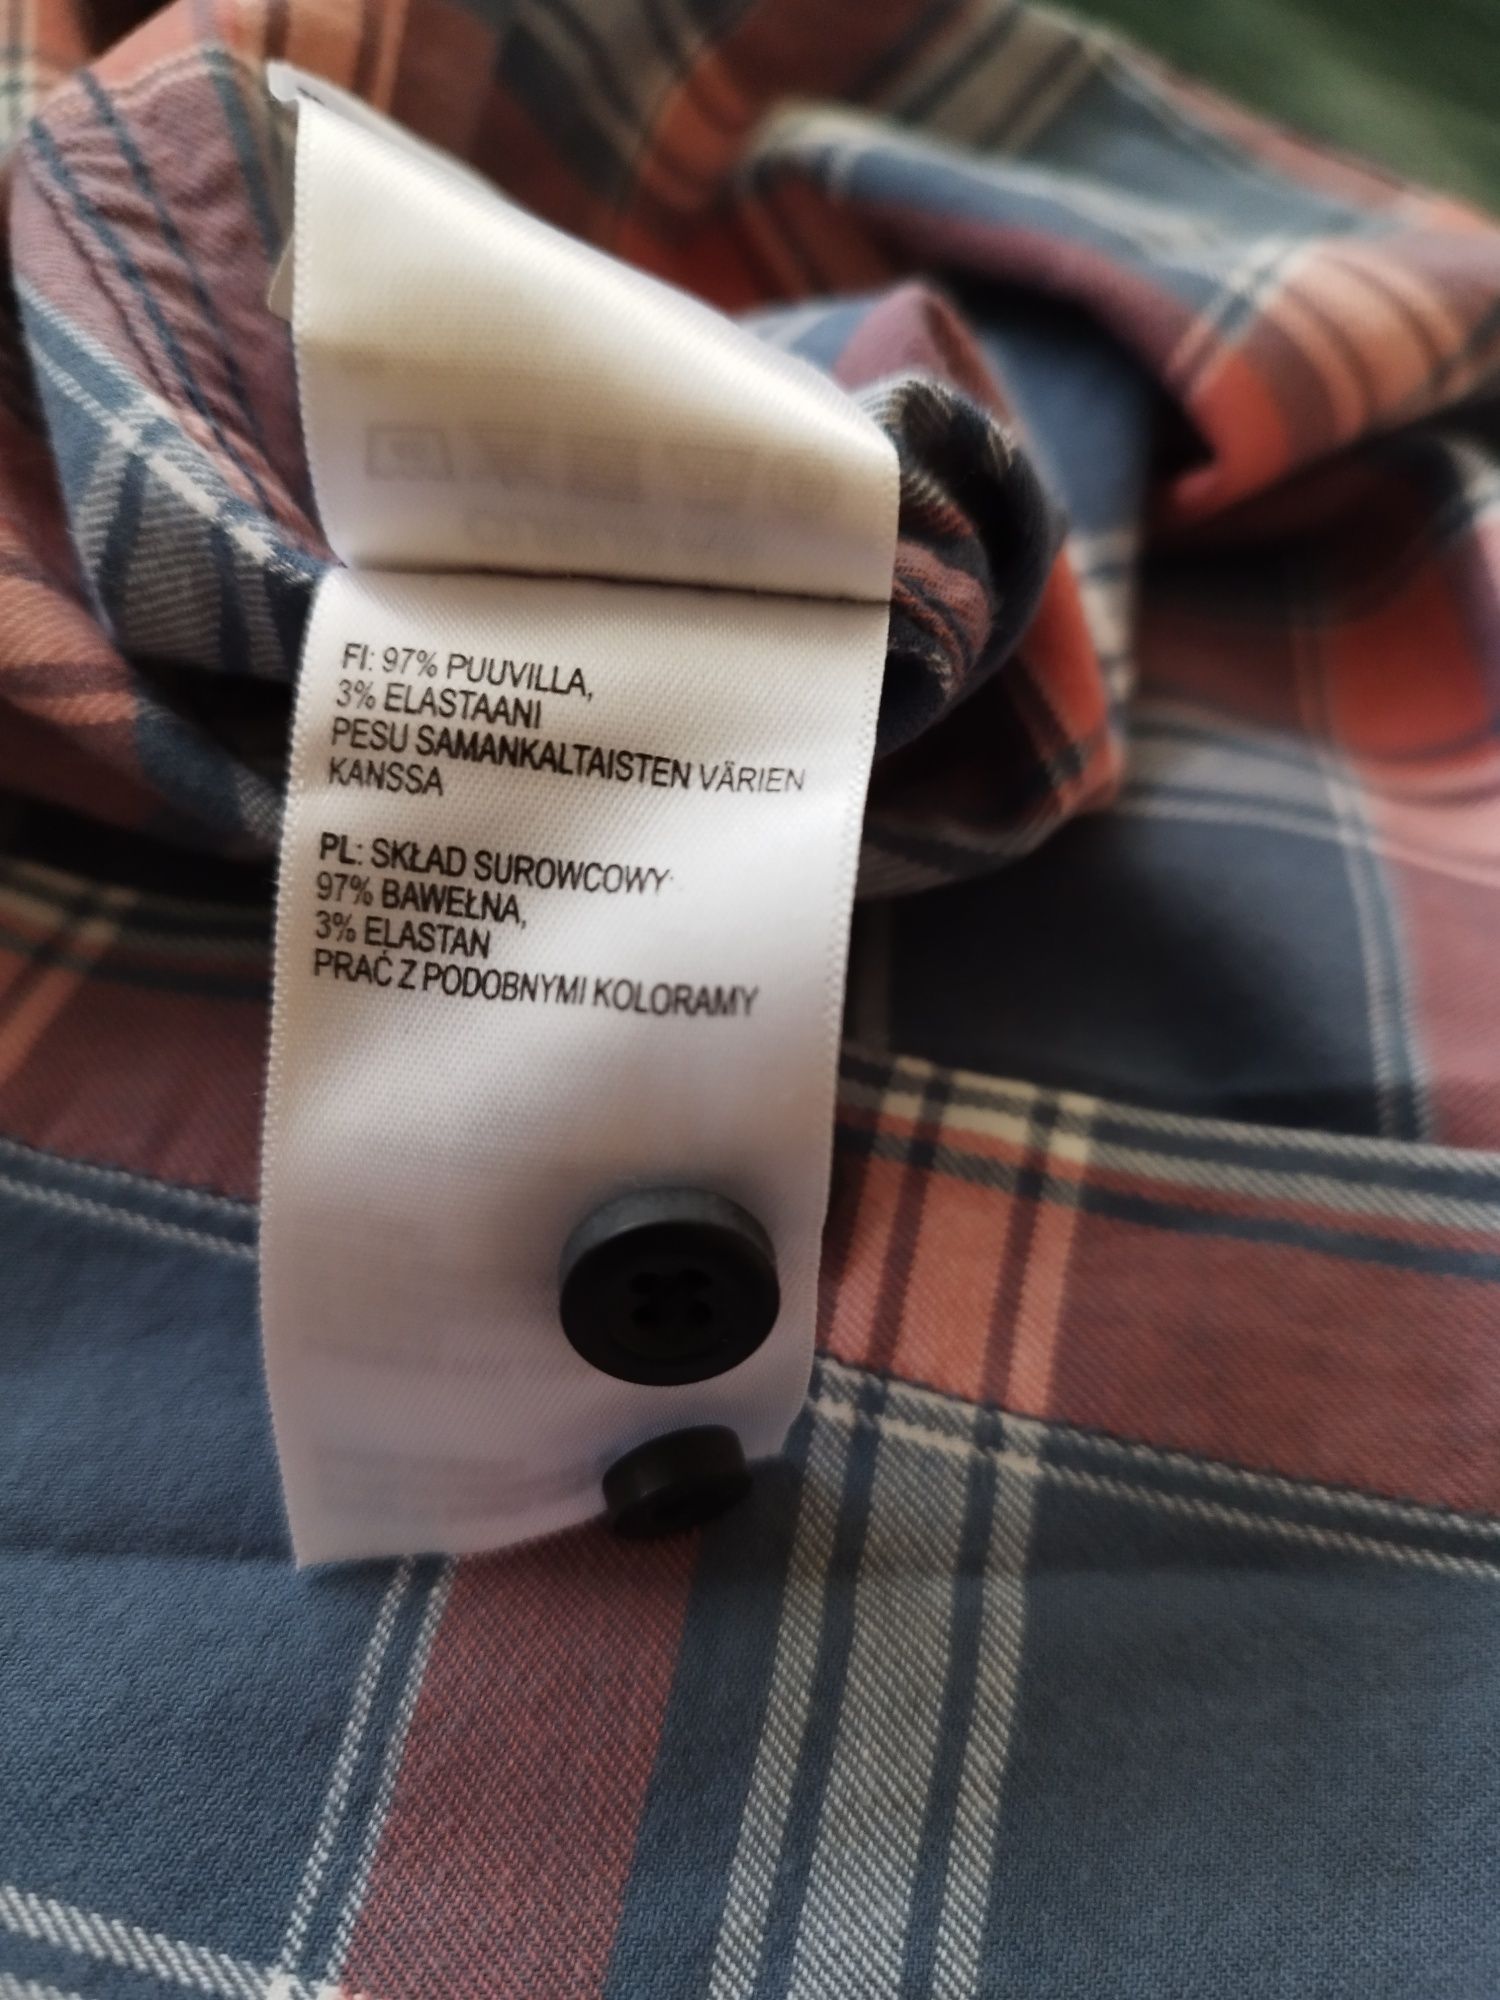 FI: 97% PUUVILLA,
3% ELASTAANI
PESU SAMANKALTAISTEN VÄRIEN
KANSSA
PL: SKŁAD SUROWCOWY
97% BAWEŁNA,
3% ELASTAN
PRAĆ Z PODOBNYMI KOLORAMY